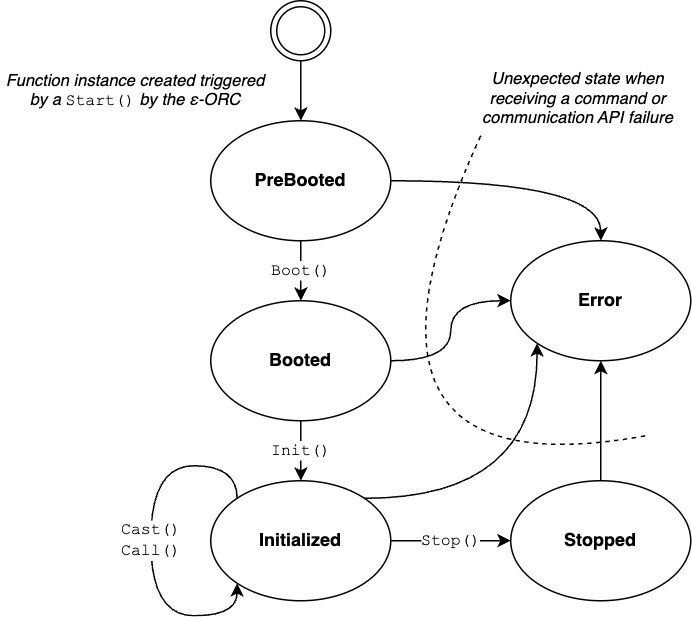 Function instance created triggered
by a Start() by the ε-ORC
Unexpected state when
receiving a command or
communication API failure
PreBooted
Boot()
Error
Booted
Init()
Cast()
Call()
Initialized
Stop()
Stopped